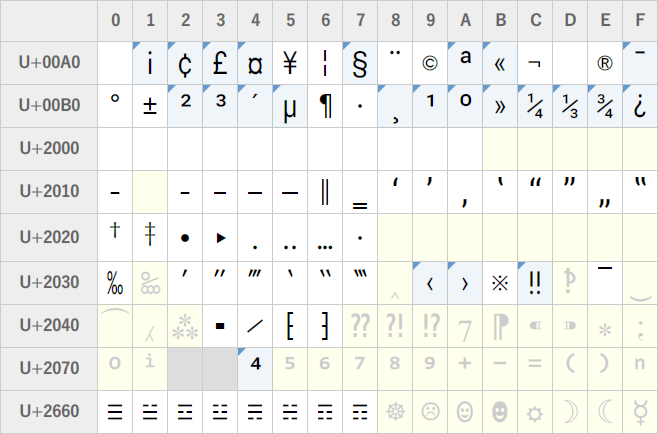 0 1 2 3 4 5 6 7 8 9 A B C D E F
U+00A0 ¡ ¢ £ ¤ ¥ ¦ § ¨ © ª « ¬ ® ¯
U+00B0 ° ± ² ³ ´ µ ¶ · ¸ ¹ º » ¼ ⅓ ¾ ¿
U+2000
U+2010 ‐ ‒ – — ― ‖ ‗ ‘ ’ ‚ ‛ “ ” „ ‟
U+2020 † ‡ • ‣ ․ ‥ … ‧
U+2030 ‰ ‱ ′ ″ ‴ ‵ ‶ ‷ ‸ ‹ › ※ ‼ ‽ ‾ ‿
U+2040 ⁀ ⁁ ⁂ ⁃ ⁄ ⁅ ⁆ ⁇ ⁈ ⁉ ⁊ ⁋ ⁌ ⁍ ⁎ ⁏
U+2070 ⁰ ⁱ ⁴ ⁵ ⁶ ⁷ ⁸ ⁹ ⁺ ⁻ ⁼ ⁽ ⁾ ⁿ
U+2660 ☰ ☱ ☲ ☳ ☴ ☵ ☶ ☷ ☸ ☹ ☺ ☻ ☼ ☽ ☾ ☿